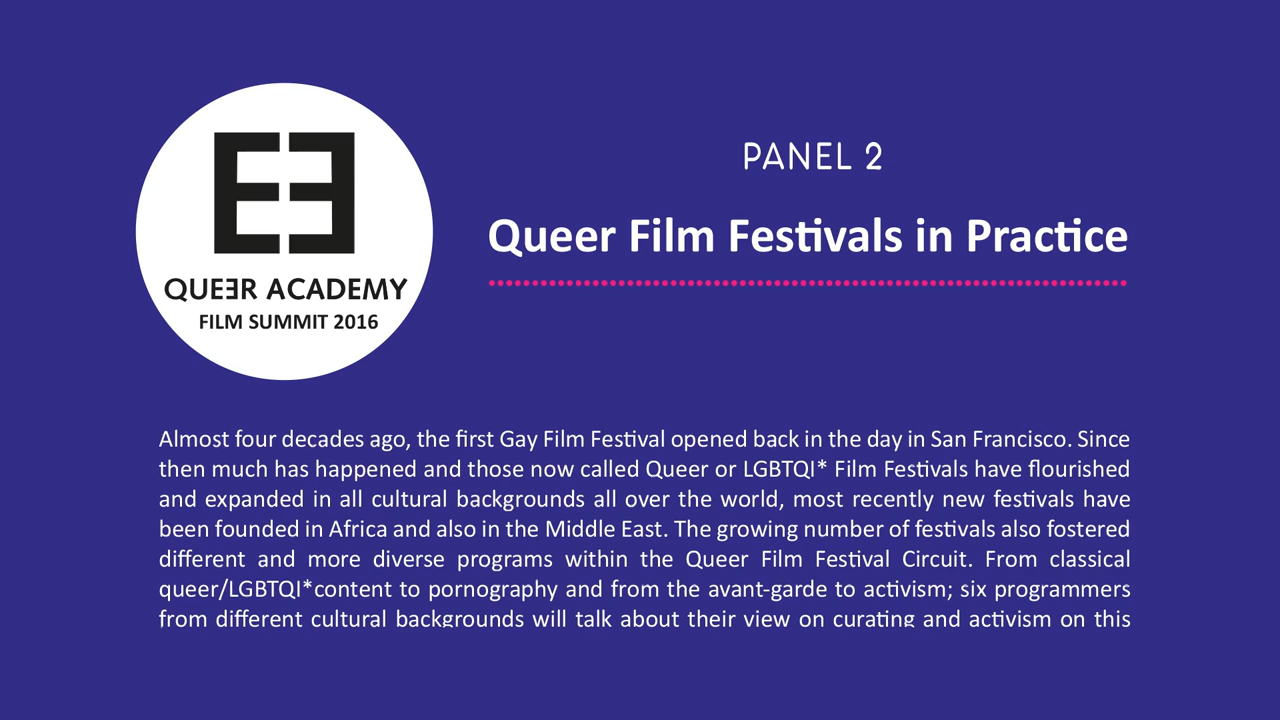 QUEƎR ACADEMY
FILM SUMMIT 2016
PANEL 2
Queer Film Festivals in Practice
Almost four decades ago, the first Gay Film Festival opened back in the day in San Francisco. Since
then much has happened and those now called Queer or LGBTQI* Film Festivals have flourished
and expanded in all cultural backgrounds all over the world, most recently new festivals have
been founded in Africa and also in the Middle East. The growing number of festivals also fostered
different and more diverse programs within the Queer Film Festival Circuit. From classical
queer/LGBTQI*content to pornography and from the avant-garde to activism; six programmers
from different cultural backgrounds will talk about their view on curating and activism on this